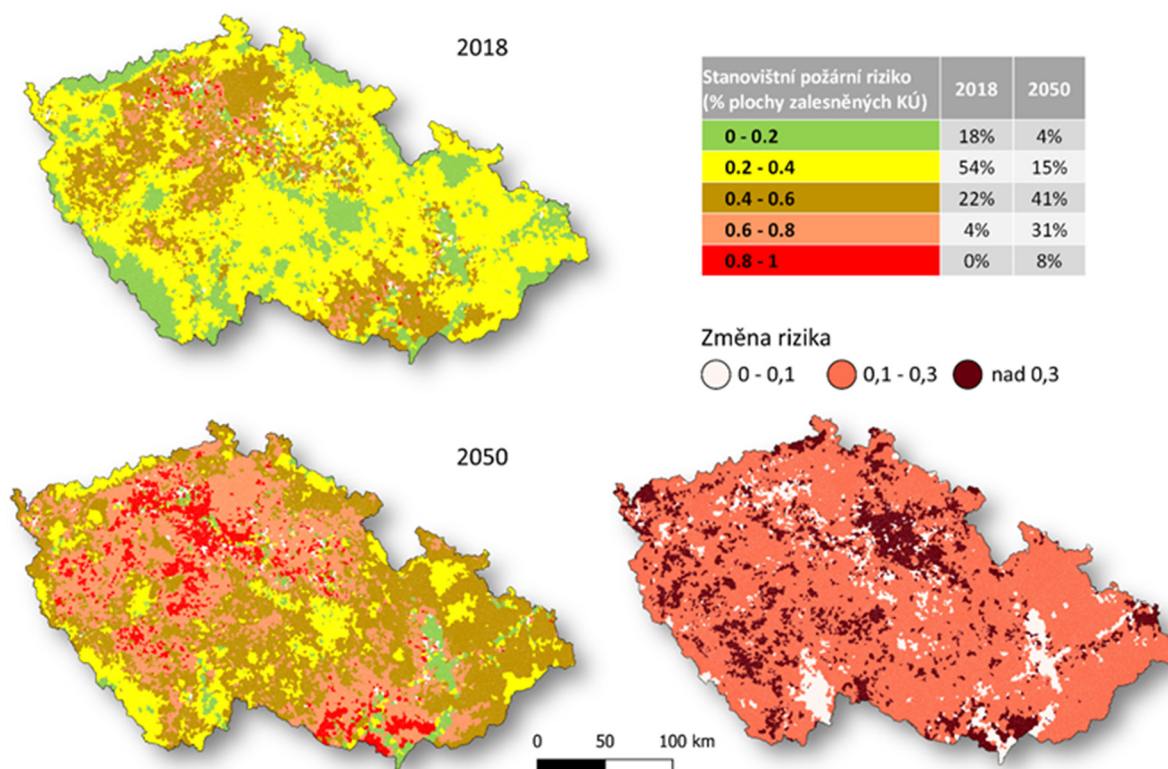 2018
Stanovištní požární riziko 2018 2050
(% plochy zalesněných KÚ)
0 - 0.2 18% 4%
0.2 - 0.4 54% 15%
0.4 - 0.6 22% 41%
0.6 - 0.8 4% 31%
0.8 - 1 0% 8%
Změna rizika
0 - 0,1 0,1 - 0,3 nad 0,3
2050
0 50 100 km